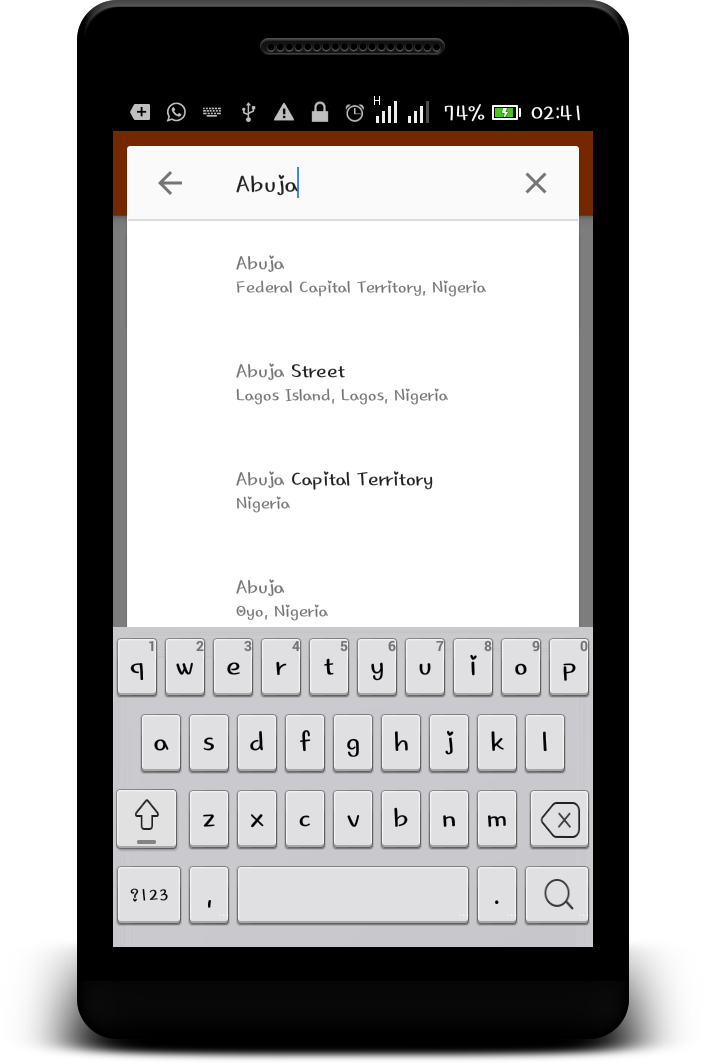 H
74% 02:41
Abuja
Abuja
Federal Capital Territory, Nigeria
Abuja Street
Lagos Island, Lagos, Nigeria
Abuja Capital Territory
Nigeria
Abuja
Oyo, Nigeria
1 2 3 4 5 6 7 8 9 0
q w e r t y u i o p
a s d f g h j k l
z x c v b n m
?123 , .